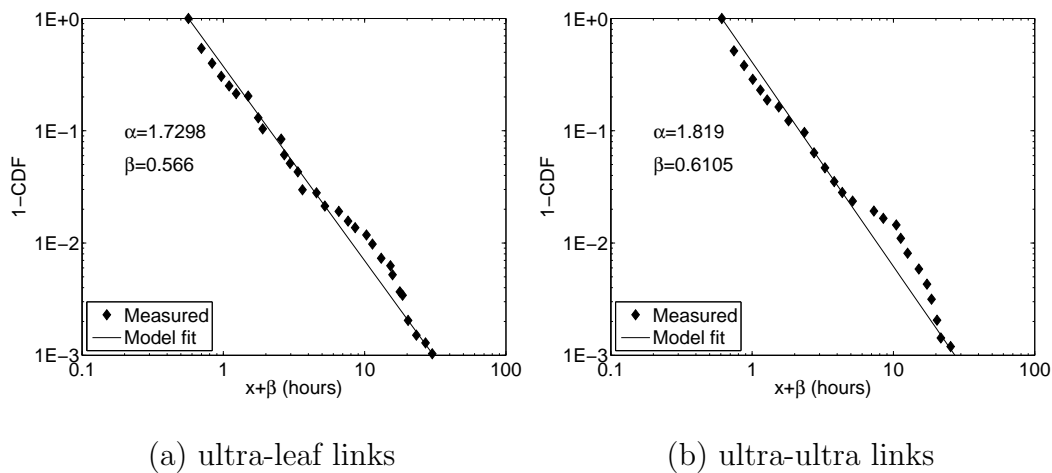 1E+0
1E−1
1E−2
1E−3
1−CDF
α=1.7298
β=0.566
Measured
Model fit
0.1
1
10
100
x+β (hours)
(a) ultra-leaf links
1E+0
1E−1
1E−2
1E−3
1−CDF
α=1.819
β=0.6105
Measured
Model fit
0.1
1
10
100
x+β (hours)
(b) ultra-ultra links